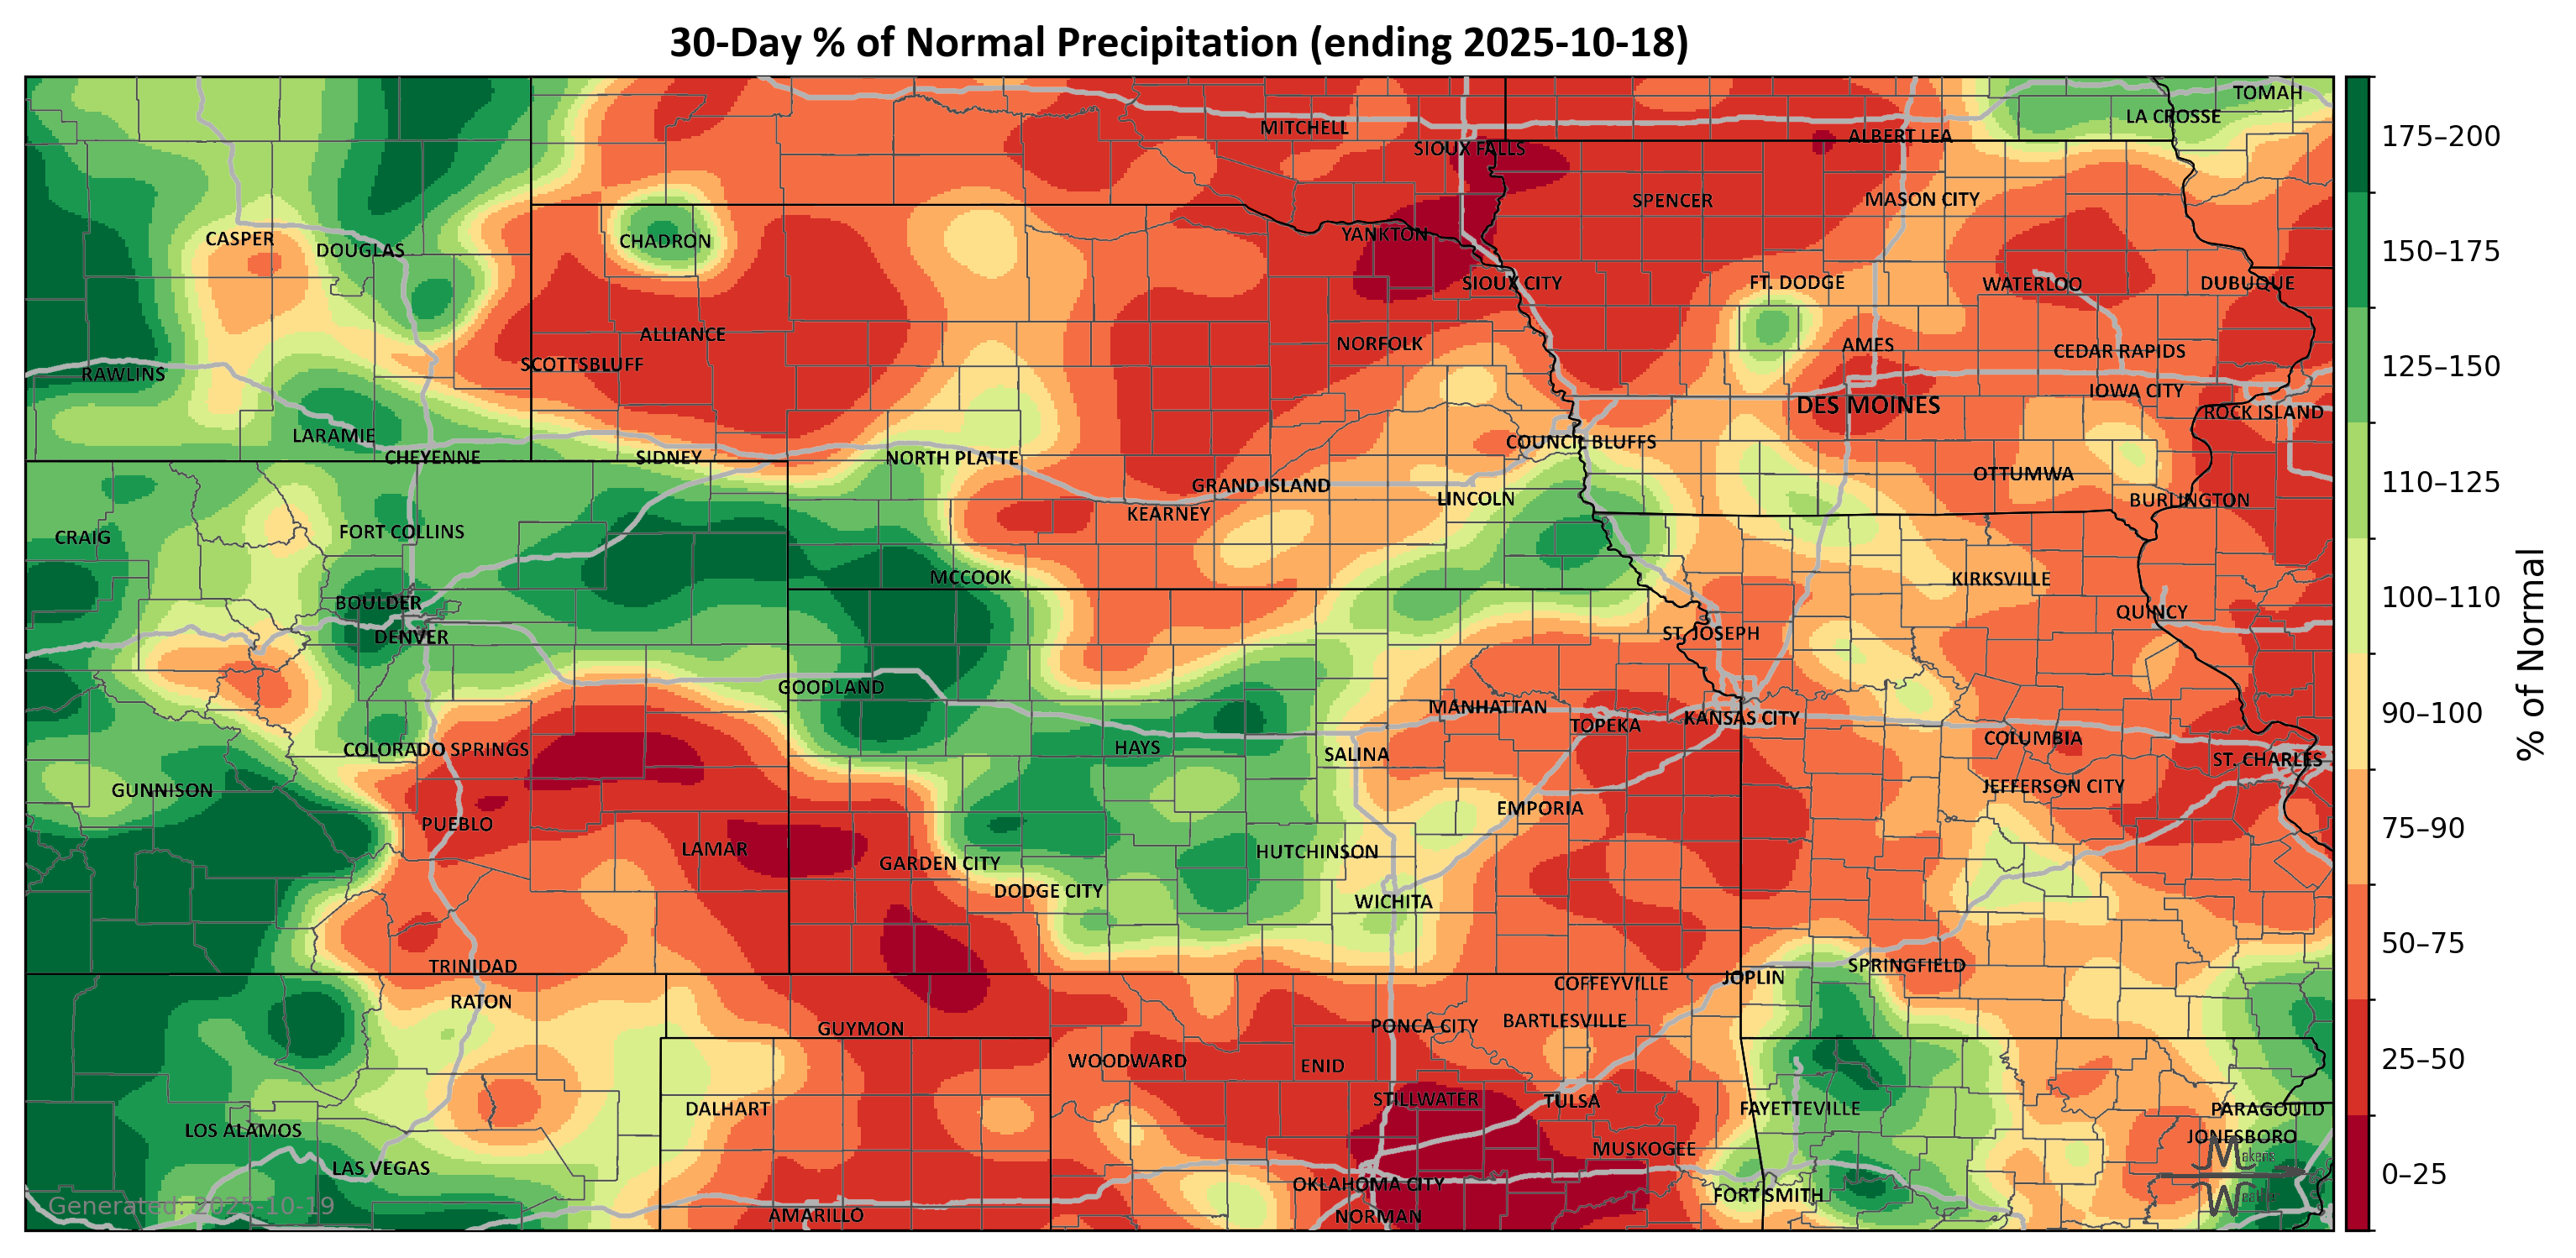 30-Day % of Normal Precipitation (ending 2025-10-18)
TOMAH
LA CROSSE
MITCHELL
ALBERT LEA
SIOUX FALLS
SPENCER
MASON CITY
YANKTON
CASPER
DOUGLAS
CHADRON
SIOUX CITY
FT. DODGE
WATERLOO
DUBUQUE
ALLIANCE
NORFOLK
AMES
CEDAR RAPIDS
SCOTTSBLUFF
RAWLINS
IOWA CITY
DES MOINES
ROCK ISLAND
LARAMIE
COUNCIL BLUFFS
CHEYENNE
SIDNEY
NORTH PLATTE
OTTUMWA
GRAND ISLAND
LINCOLN
BURLINGTON
KEARNEY
CRAIG
FORT COLLINS
MCCOOK
KIRKSVILLE
BOULDER
QUINCY
DENVER
ST. JOSEPH
GOODLAND
MANHATTAN
TOPEKA
KANSAS CITY
COLORADO SPRINGS
HAYS
SALINA
COLUMBIA
ST. CHARLES
GUNNISON
JEFFERSON CITY
EMPORIA
PUEBLO
LAMAR
GARDEN CITY
HUTCHINSON
DODGE CITY
WICHITA
TRINIDAD
SPRINGFIELD
JOPLIN
COFFEYVILLE
RATON
GUYMON
PONCA CITY
BARTLESVILLE
WOODWARD
ENID
STILLWATER
TULSA
DALHART
FAYETTEVILLE
PARAGOULD
LOS ALAMOS
JONESBORO
MUSKOGEE
LAS VEGAS
OKLAHOMA CITY
FORT SMITH
AMARILLO
NORMAN
Generated: 2025-10-19
Makens
Weather
175–200
150–175
125–150
110–125
100–110
90–100
75–90
50–75
25–50
0–25
% of Normal